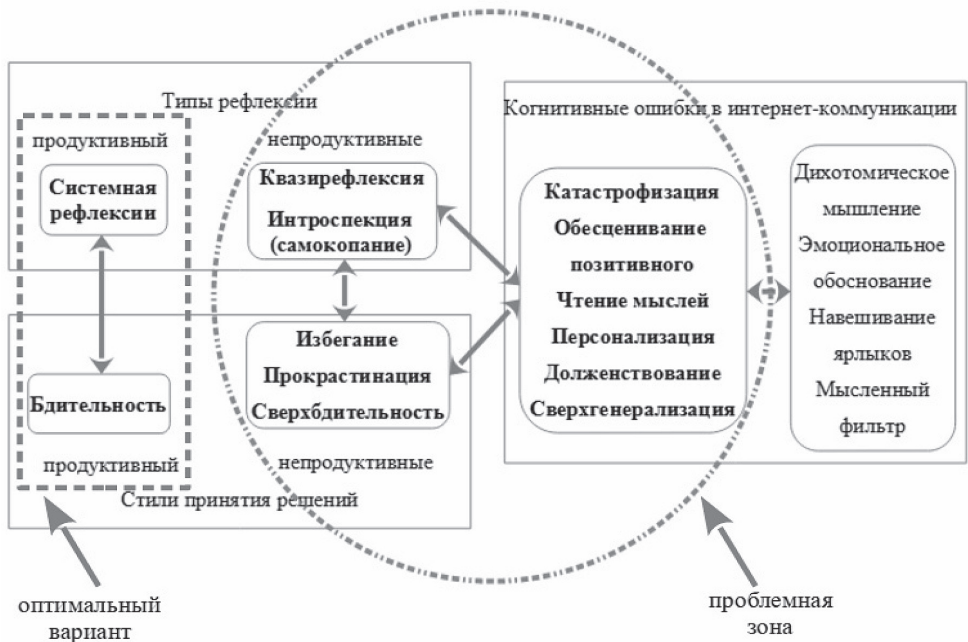 Типы рефлексии
продуктивный
Системная
рефлексии
непродуктивные
Квазирефлексия
Интроспекция
(самокопание)
Избегание
Прокрастинация
Сверхбдительность
непродуктивные
Бдительность
продуктивный
Стили принятия решений
Когнитивные ошибки в интернет-коммуникации
Катастрофизация
Обесценивание
позитивного
Чтение мыслей
Персонализация
Долженствование
Сверхгенерализация
Дихотомическое
мышление
Эмоциональное
обоснование
Навешивание
ярлыков
Мысленный
фильтр
оптимальный
вариант
проблемная
зона